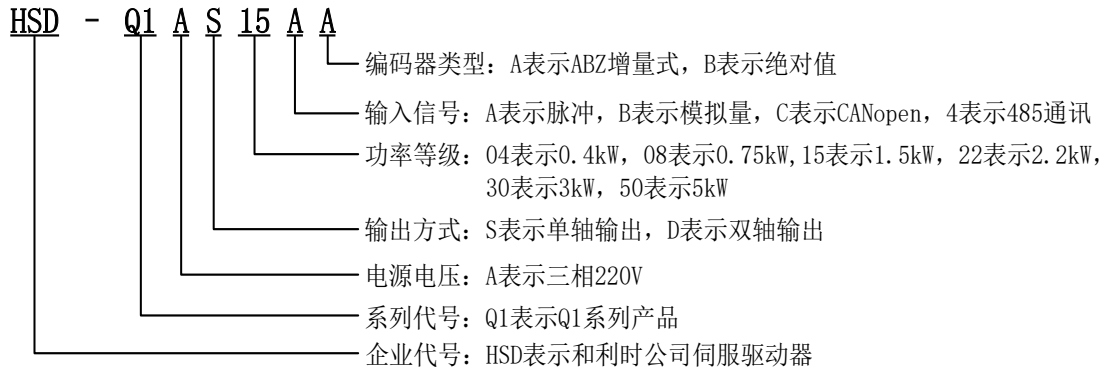 HSD - Q1 A S 15 A A
编码器类型：A表示ABZ增量式，B表示绝对值
输入信号：A表示脉冲，B表示模拟量，C表示CANopen，4表示485通讯
功率等级：04表示0.4kW，08表示0.75kW,15表示1.5kW，22表示2.2kW，
30表示3kW，50表示5kW
输出方式：S表示单轴输出，D表示双轴输出
电源电压：A表示三相220V
系列代号：Q1表示Q1系列产品
企业代号：HSD表示和利时公司伺服驱动器